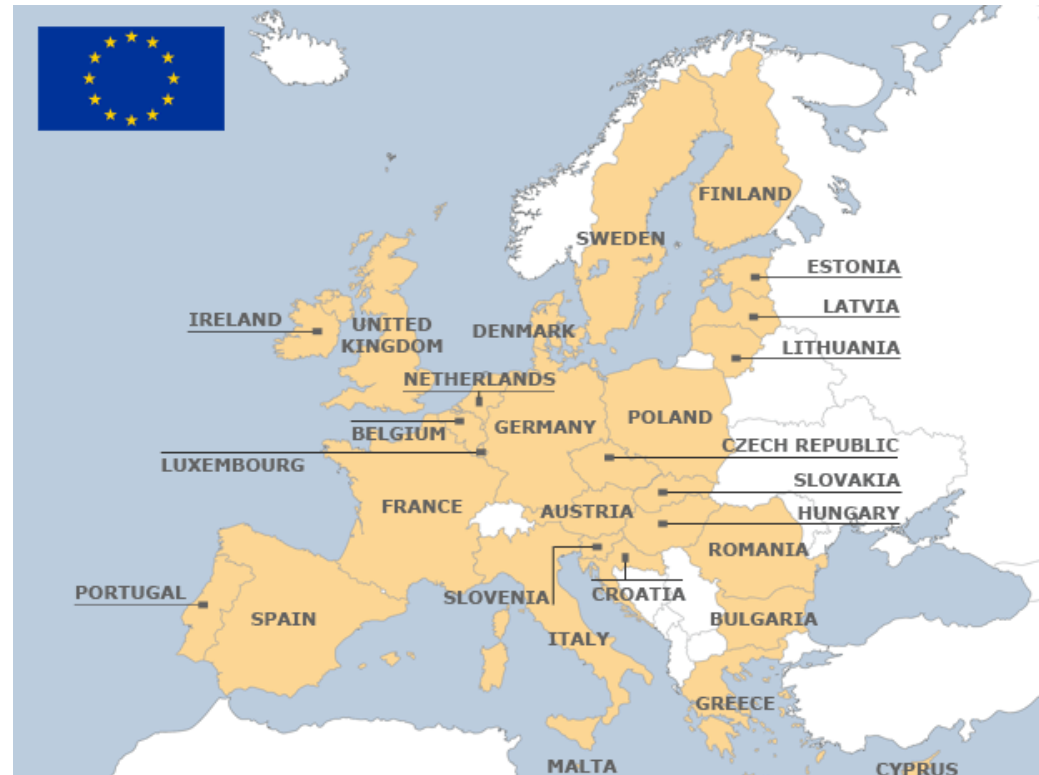 FINLAND
SWEDEN
ESTONIA
LATVIA
IRELAND
UNITED
KINGDOM
DENMARK
LITHUANIA
NETHERLANDS
POLAND
GERMANY
BELGIUM
CZECH REPUBLIC
LUXEMBOURG
SLOVAKIA
FRANCE
AUSTRIA
HUNGARY
ROMANIA
PORTUGAL
SLOVENIA
CROATIA
SPAIN
BULGARIA
ITALY
GREECE
MALTA
CYPRUS